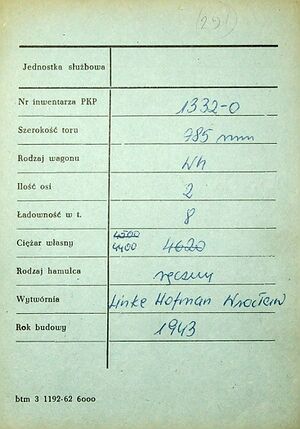 (291)
Jednostka służbowa
Nr inwentarza PKP 1332-0
Szerokość toru 785 mm
Rodzaj wagonu Wh
Ilość osi 2
Ładowność w t. 8
4500
Ciężar własny 4400 4620
Rodzaj hamulca ręczny
Wytwórnia Linke Hofman Wrocław
Rok budowy 1943
btm 3 1192-62 6000